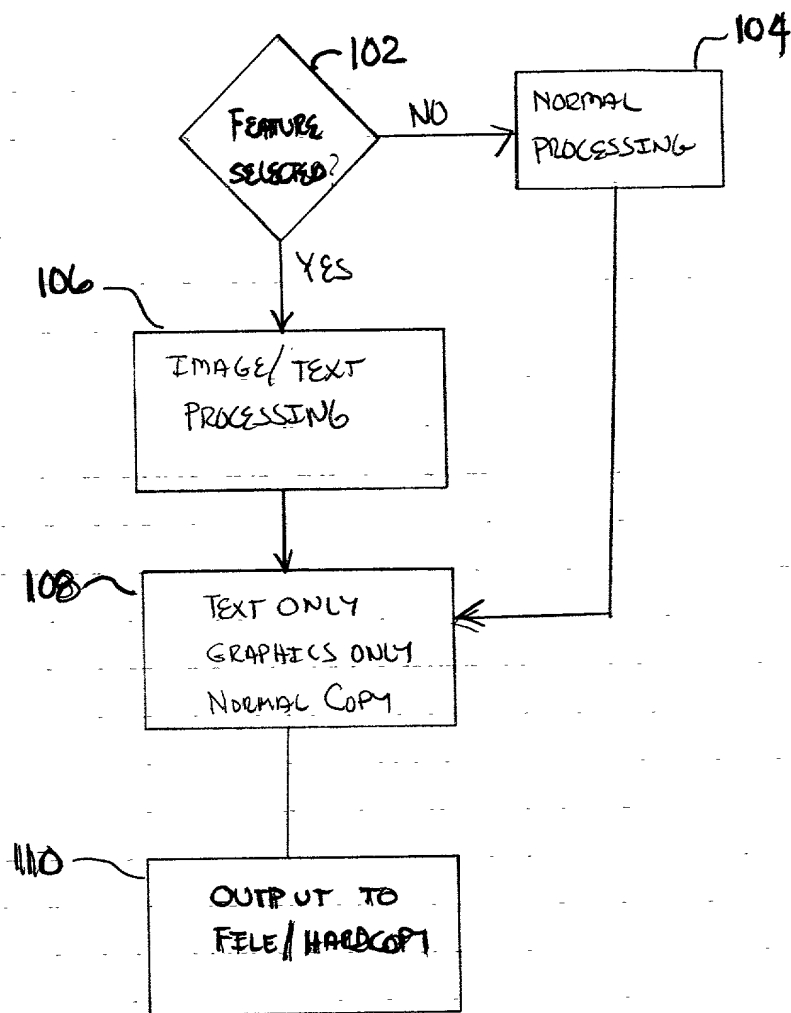 102
104
FEATURE
SELECTED?
NO
NORMAL
PROCESSING
YES
106
IMAGE/ TEXT
PROCESSING
108
TEXT ONLY
GRAPHICS ONLY
NORMAL COPY
110
OUTPUT TO
FILE/HARDCOPY